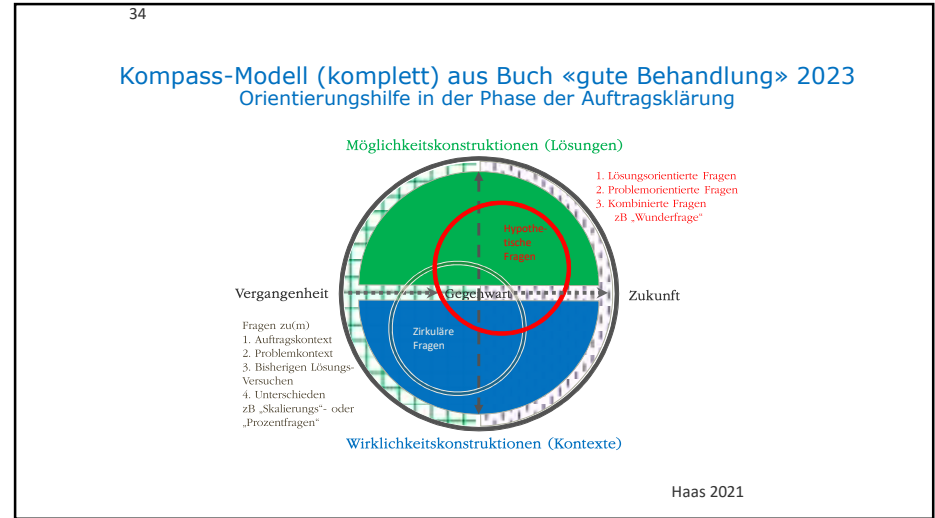 34
Kompass-Modell (komplett) aus Buch «gute Behandlung» 2023
Orientierungshilfe in der Phase der Auftragsklärung
Möglichkeitskonstruktionen (Lösungen)
1. Lösungsorientierte Fragen
2. Problemorientierte Fragen
3. Kombinierte Fragen
zB „Wunderfrage“
Hypothe-
tische
Fragen
Vergangenheit
Gegenwart
Zukunft
Fragen zu(m)
1. Auftragskontext
2. Problemkontext
3. Bisherigen Lösungs-
Versuchen
4. Unterschieden
zB „Skalierungs“- oder
„Prozentfragen“
Zirkuläre
Fragen
Wirklichkeitskonstruktionen (Kontexte)
Haas 2021